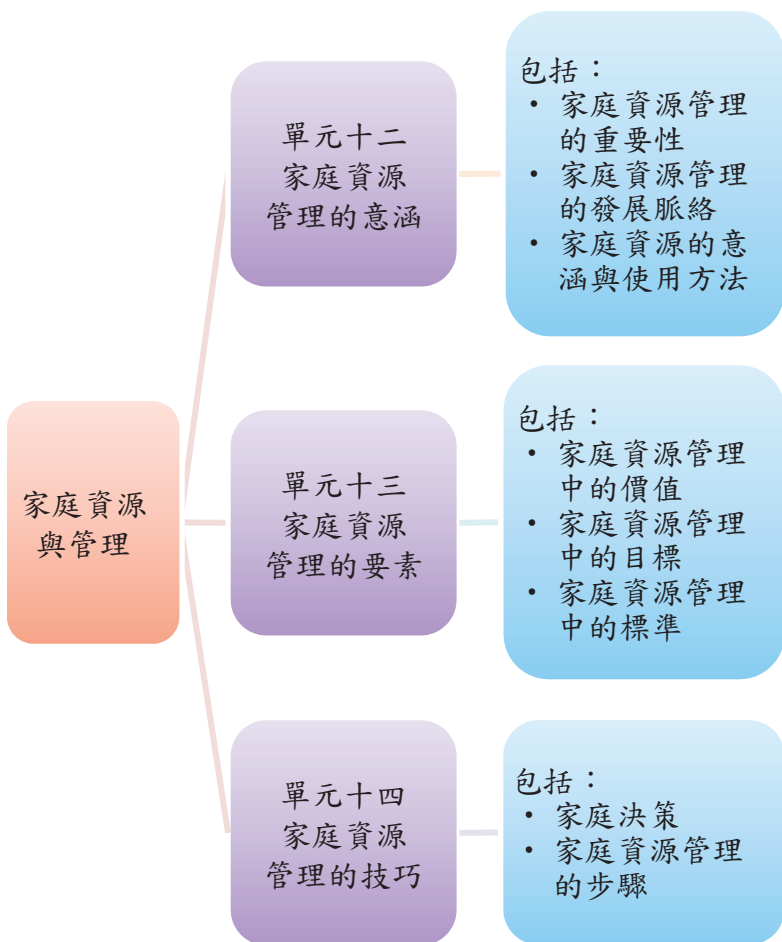 家庭資源
與管理
單元十二
家庭資源
管理的意涵
包括：
• 家庭資源管理
的重要性
• 家庭資源管理
的發展脈絡
• 家庭資源的意
涵與使用方法
單元十三
家庭資源
管理的要素
包括：
• 家庭資源管理
中的價值
• 家庭資源管理
中的目標
• 家庭資源管理
中的標準
單元十四
家庭資源
管理的技巧
包括：
• 家庭決策
• 家庭資源管理
的步驟